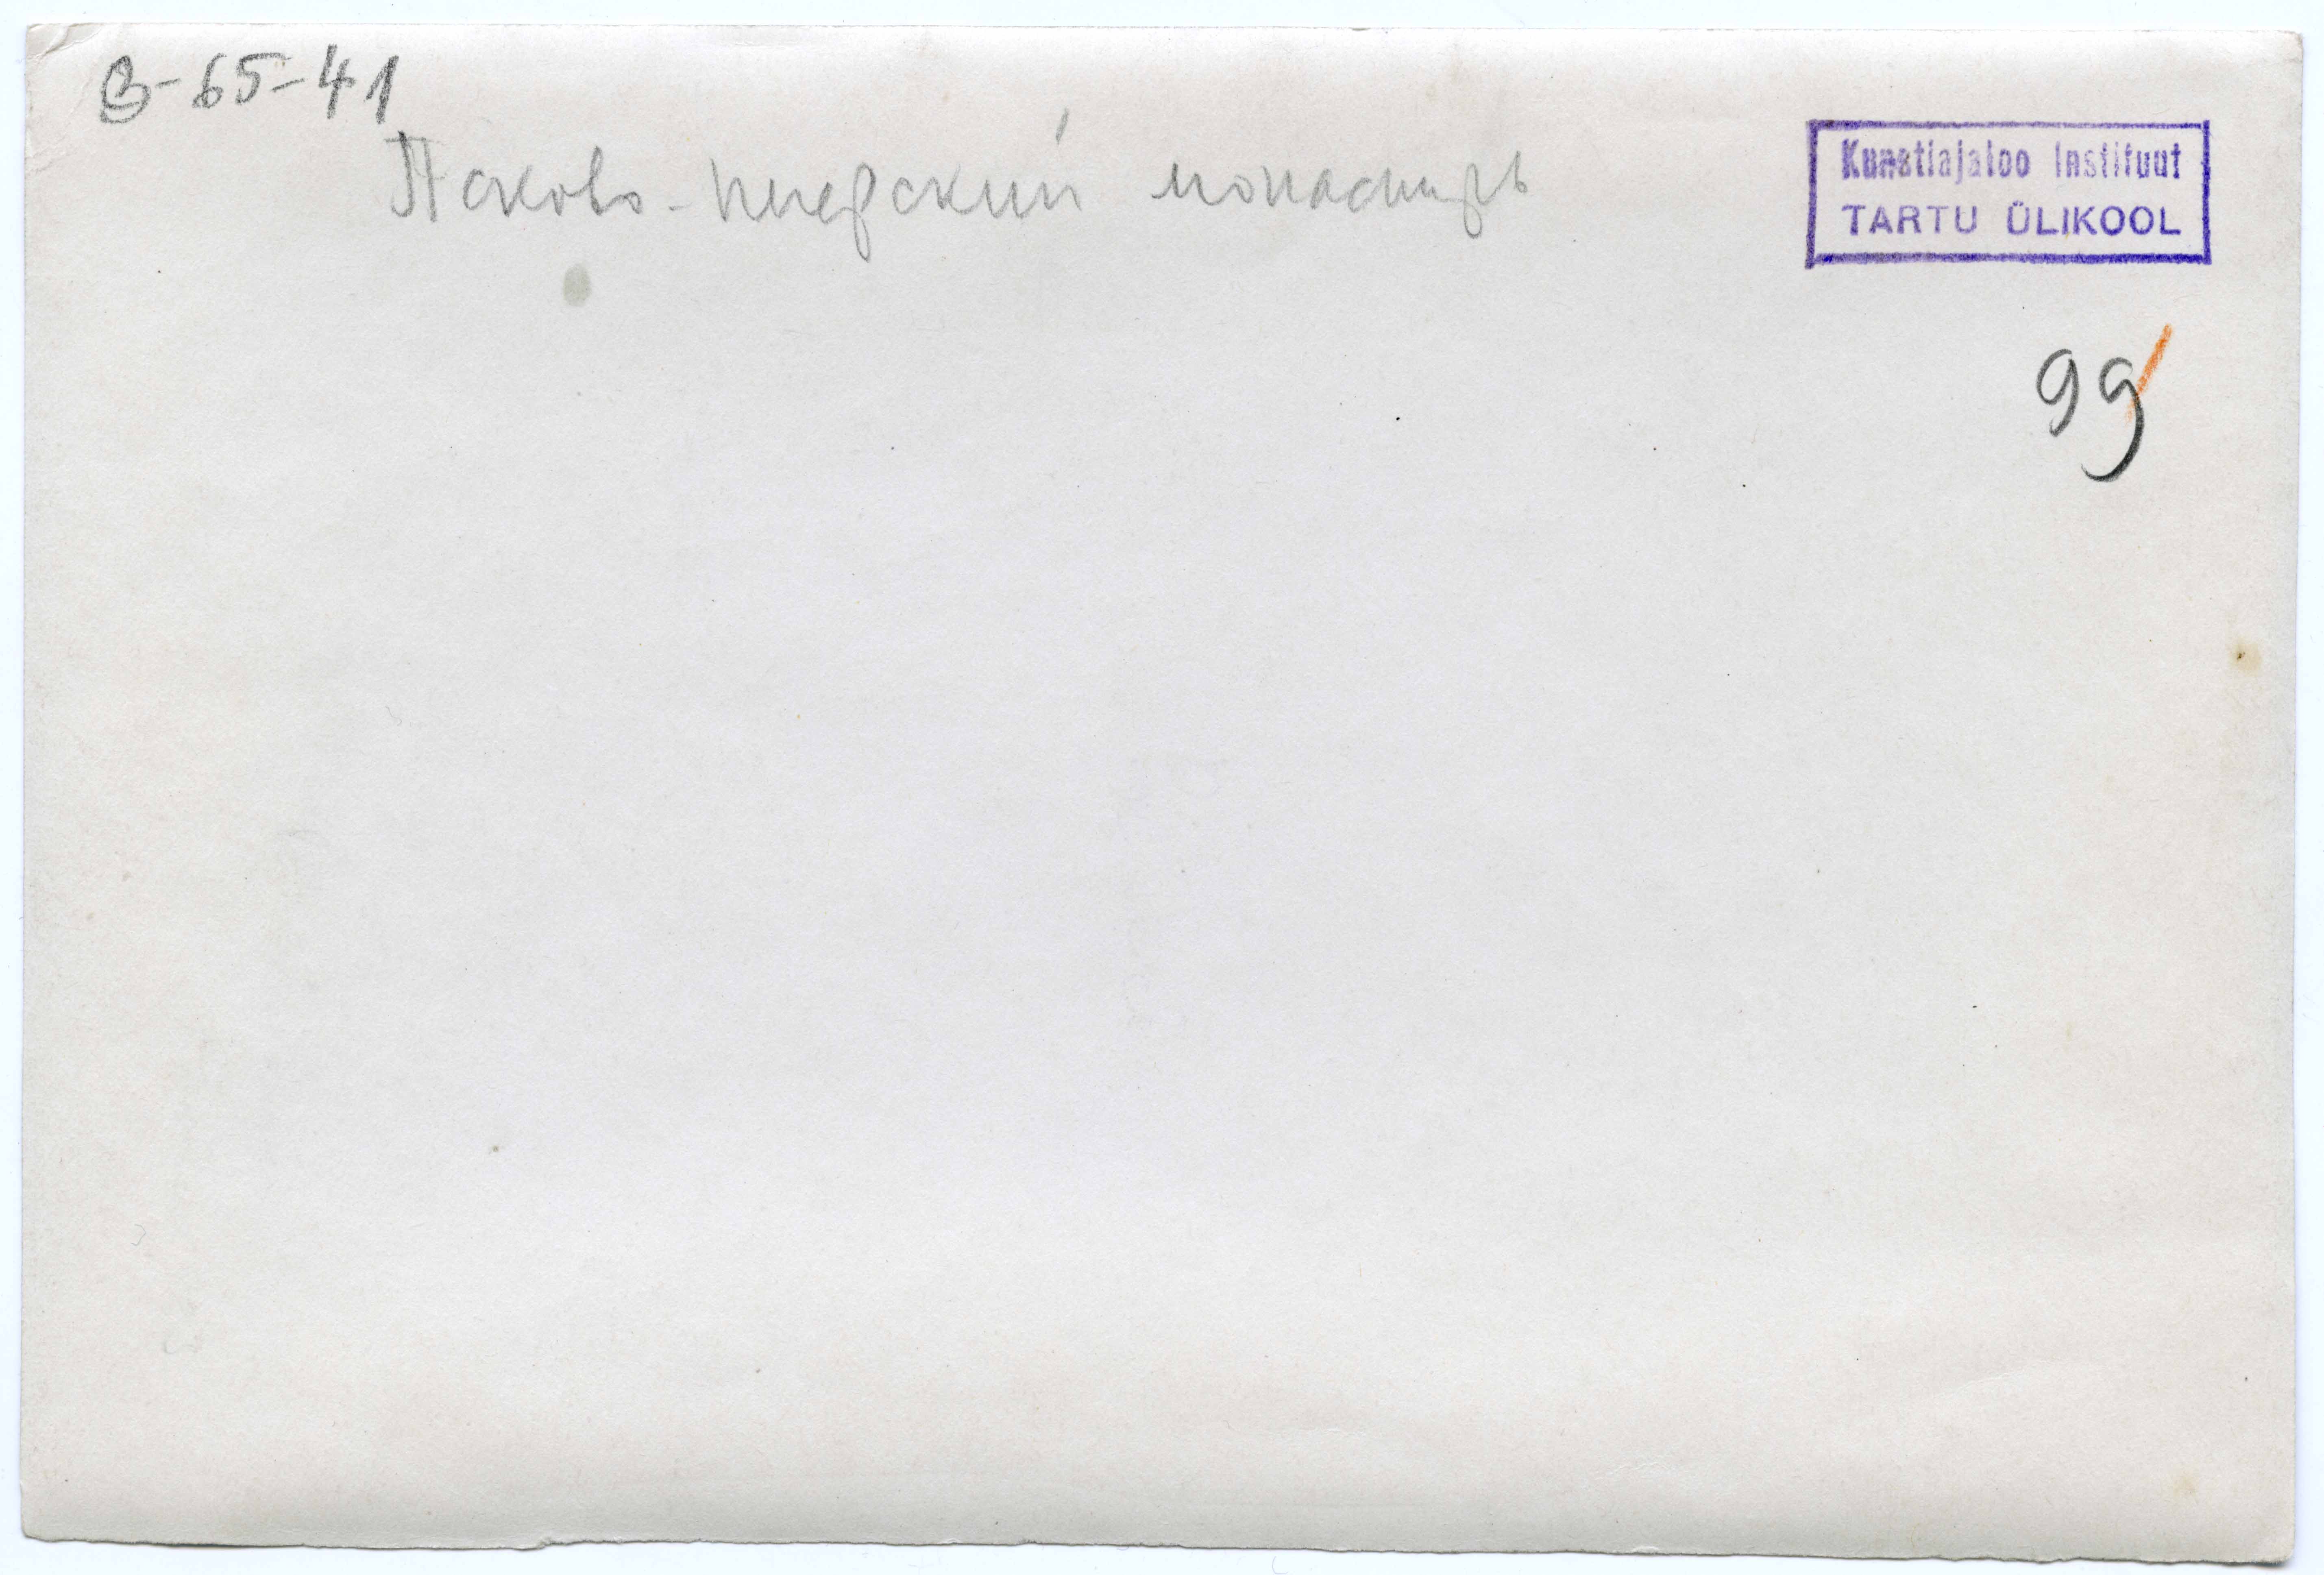 В-65-41
Псково-печерский монастырь
Kunstiajaloo Instituut
TARTU ÜLIKOOL
99